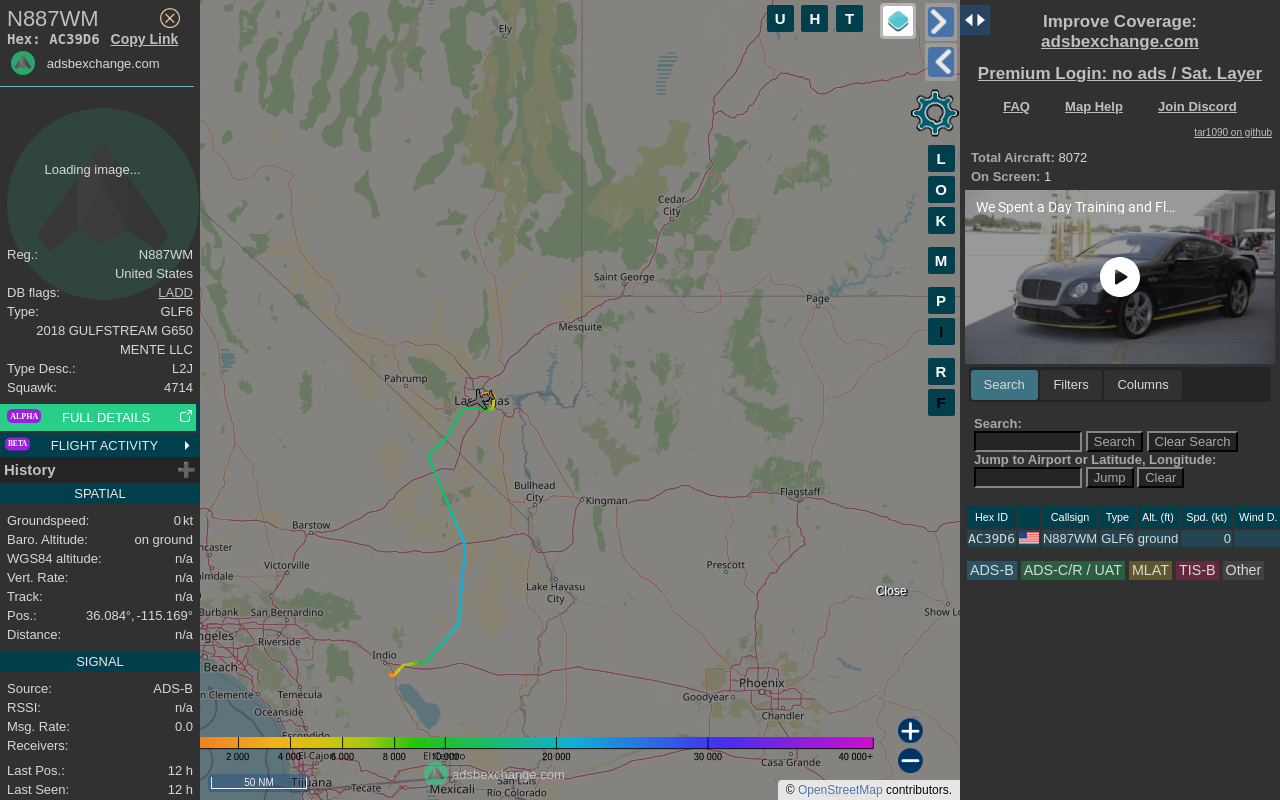 N887WM
Hex: AC39D6 Copy Link
adsbexchange.com
Loading image...
Reg.: N887WM
United States
DB flags: LADD
Type: GLF6
2018 GULFSTREAM G650
MENTE LLC
Type Desc.: L2J
Squawk: 4714
ALPHA FULL DETAILS
BETA FLIGHT ACTIVITY
History
SPATIAL
Groundspeed: 0 kt
Baro. Altitude: on ground
WGS84 altitude: n/a
Vert. Rate: n/a
Track: n/a
Pos.: 36.084°, -115.169°
Distance: n/a
SIGNAL
Source: ADS-B
RSSI: n/a
Msg. Rate: 0.0
Receivers:
Last Pos.: 12 h
Last Seen: 12 h
U H T
L
O
K
M
P
I
R
F
Ely
Cedar City
Saint George
Page
Mesquite
Pahrump
Las Vegas
Bullhead City
Kingman
Flagstaff
Barstow
Victorville
ncaster
almdale
Burbank
San Bernardino
ngeles
Riverside
Beach
n Clemente
Temecula
Oceanside
Escondido
Indio
Lake Havasu City
Prescott
Show Lo
Phoenix
Goodyear
Chandler
Casa Grande
El Cajon
El Centro
Tijuana
Tecate
Mexicali
San Luis Río Colorado
Close
2 000 4 000 6 000 8 000 20 000 30 000 40 000+
adsbexchange.com
50 NM
© OpenStreetMap contributors.
Improve Coverage:
adsbexchange.com
Premium Login: no ads / Sat. Layer
FAQ Map Help Join Discord
tar1090 on github
Total Aircraft: 8072
On Screen: 1
We Spent a Day Training and Fl...
Search Filters Columns
Search:
Search Clear Search
Jump to Airport or Latitude, Longitude:
Jump Clear
Hex ID Callsign Type Alt. (ft) Spd. (kt) Wind D.
AC39D6 N887WM GLF6 ground 0
ADS-B ADS-C/R / UAT MLAT TIS-B Other